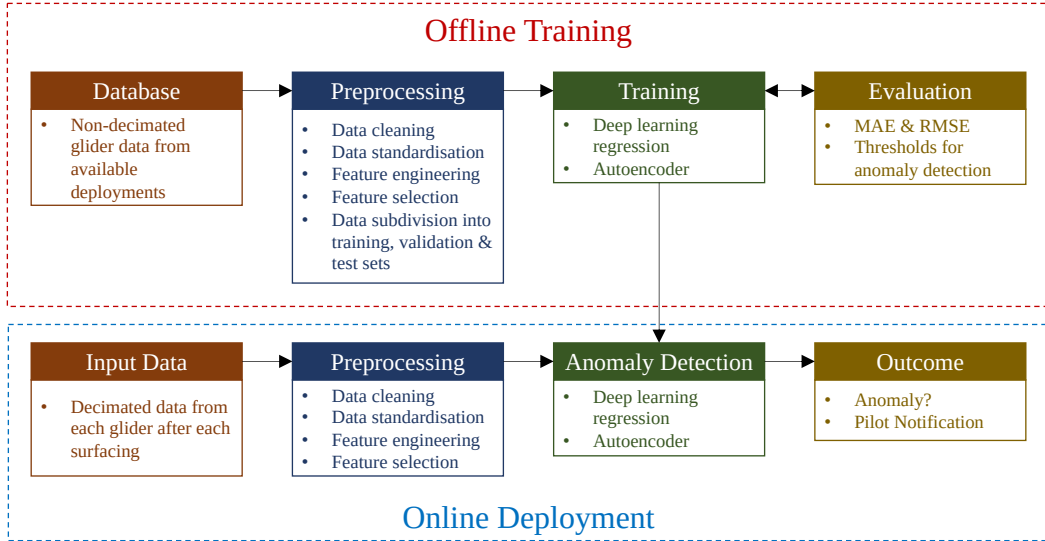 Offline Training
Database
• Non-decimated
glider data from
available
deployments
Preprocessing
• Data cleaning
• Data standardisation
• Feature engineering
• Feature selection
• Data subdivision into
training, validation &
test sets
Training
• Deep learning
regression
• Autoencoder
Evaluation
• MAE & RMSE
• Thresholds for
anomaly detection
Input Data
• Decimated data from
each glider after each
surfacing
Preprocessing
• Data cleaning
• Data standardisation
• Feature engineering
• Feature selection
Anomaly Detection
• Deep learning
regression
• Autoencoder
Outcome
• Anomaly?
• Pilot Notification
Online Deployment